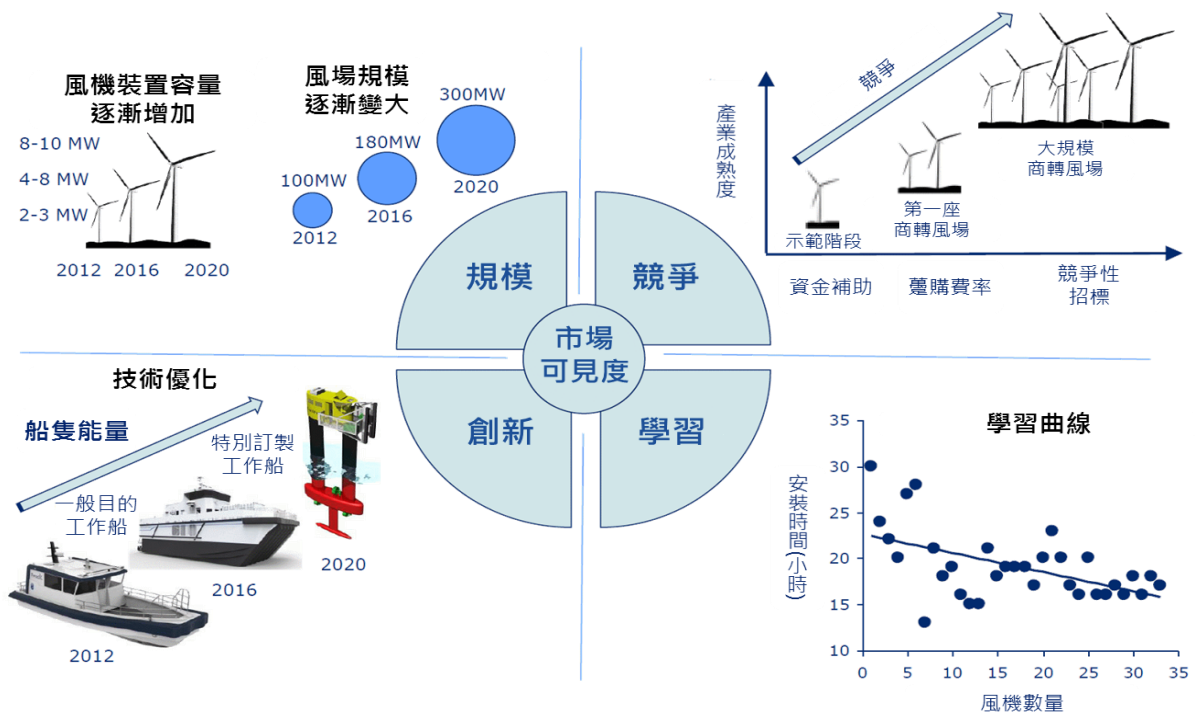 風機裝置容量
逐漸增加
8-10 MW
4-8 MW
2-3 MW
2012 2016 2020
風場規模
逐漸變大
300MW
180MW
100MW
2020
2016
2012
產業成熟度
競爭
大規模
商轉風場
第一座
商轉風場
示範階段
資金補助 躉購費率 競爭性
招標
規模
競爭
市場
可見度
創新
學習
技術優化
船隻能量
特別訂製
工作船
一般目的
工作船
2020
2016
2012
學習曲線
安裝時間(小時)
35
30
25
20
15
10
0 5 10 15 20 25 30 35
風機數量